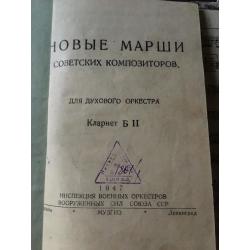 НОВЫЕ МАРШИ
СОВЕТСКИХ КОМПОЗИТОРОВ,
ДЛЯ ДУХОВОГО ОРКЕСТРА
Кларнет Б II
1947
ИНСПЕКЦИЯ ВОЕННЫХ ОРКЕСТРОВ
ВООРУЖЕННЫХ СИЛ СОЮЗА ССР
МУЗГИЗ Ленинград